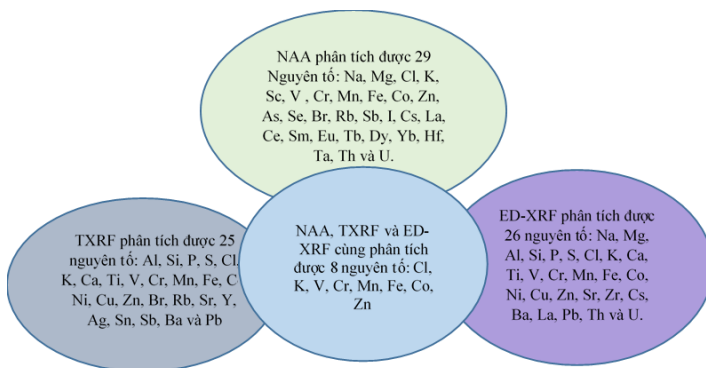 NAA phân tích được 29
Nguyên tố: Na, Mg, Cl, K,
Sc, V , Cr, Mn, Fe, Co, Zn,
As, Se, Br, Rb, Sb, I, Cs, La,
Ce, Sm, Eu, Tb, Dy, Yb, Hf,
Ta, Th và U.
TXRF phân tích được 25
nguyên tố: Al, Si, P, S, Cl,
K, Ca, Ti, V, Cr, Mn, Fe,
Ni, Cu, Zn, Br, Rb, Sr, Y,
Ag, Sn, Sb, Ba và Pb
NAA, TXRF và ED-
XRF cùng phân tích
được 8 nguyên tố: Cl,
K, V, Cr, Mn, Fe, Co,
Zn
ED-XRF phân tích được
26 nguyên tố: Na, Mg,
Al, Si, P, S, Cl, K, Ca,
Ti, V, Cr, Mn, Fe, Co,
Ni, Cu, Zn, Sr, Zr, Cs,
Ba, La, Pb, Th và U.